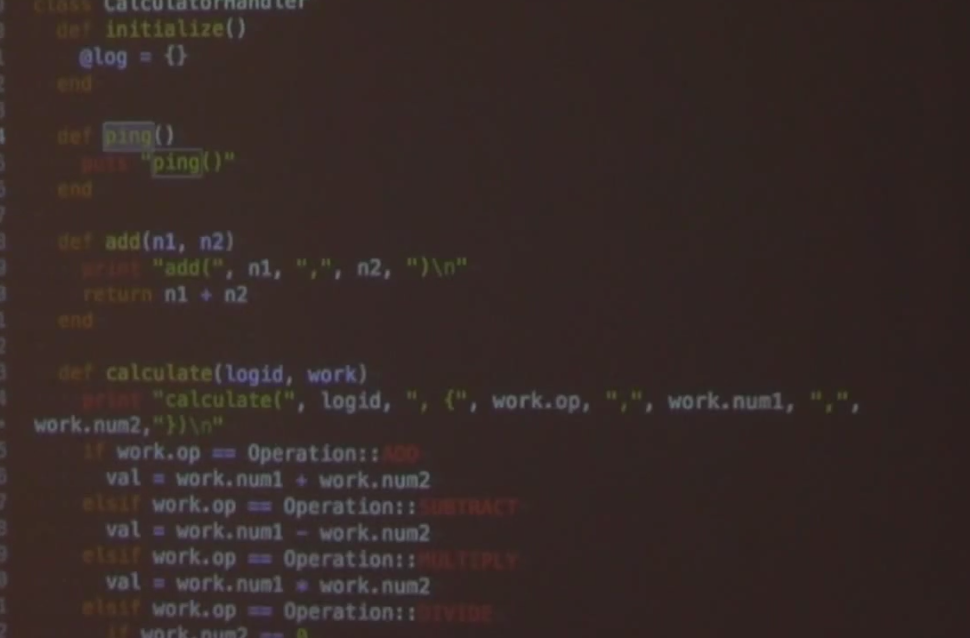 class CalculatorHandler
def initialize()
@log = {}
end
def ping()
puts "ping()"
end
def add(n1, n2)
print "add(", n1, ",", n2, ")\n"
return n1 + n2
end
def calculate(logid, work)
print "calculate(", logid, ", {", work.op, ",", work.num1, ",",
work.num2,"})\n"
if work.op == Operation::ADD
val = work.num1 + work.num2
elsif work.op == Operation::SUBTRACT
val = work.num1 - work.num2
elsif work.op == Operation::MULTIPLY
val = work.num1 * work.num2
elsif work.op == Operation::DIVIDE
if work.num2 == 0